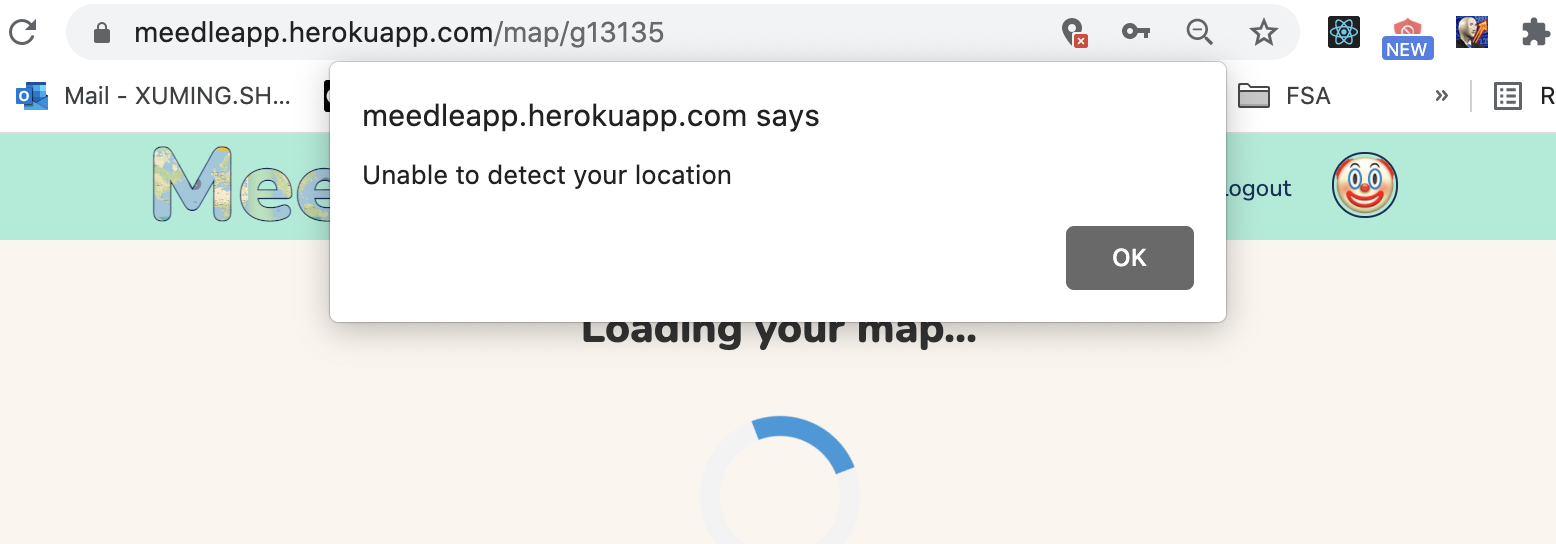 meedleapp.herokuapp.com/map/g13135
NEW
Mail - XUMING.SH...
FSA
»
R
meedleapp.herokuapp.com says
Unable to detect your location
OK
Mee
Logout
Loading your map...